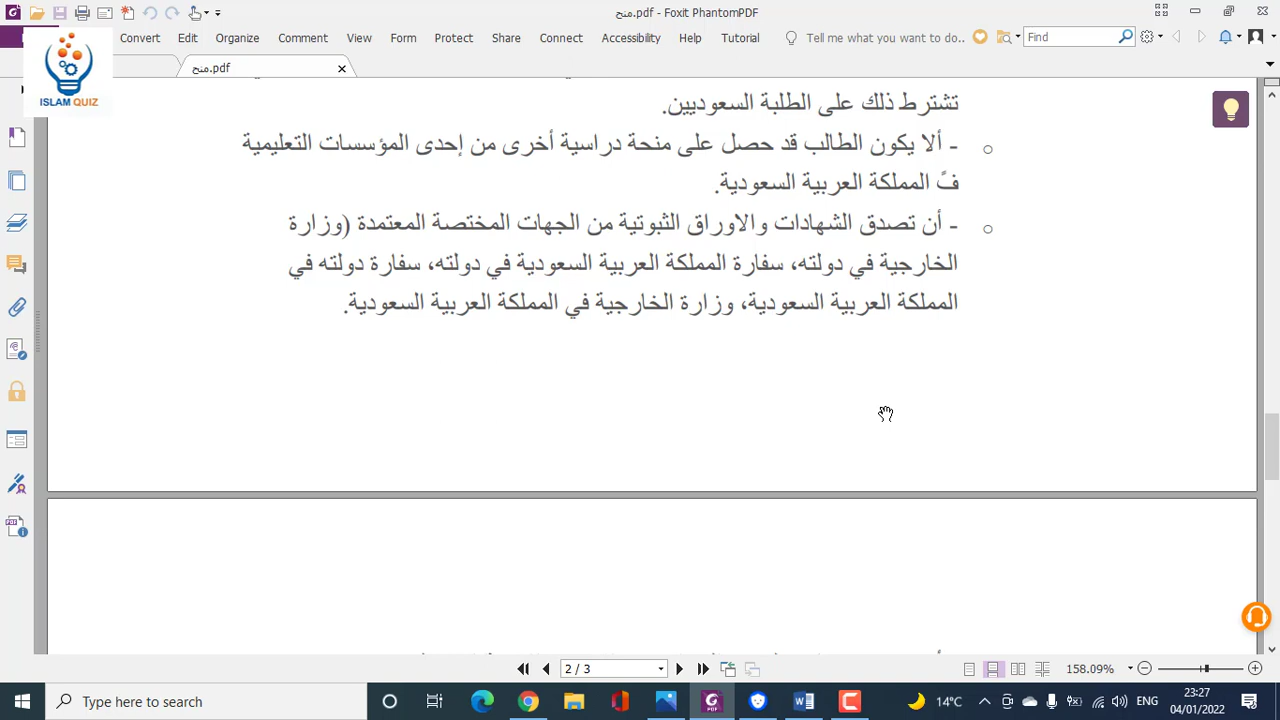 منح.pdf - Foxit PhantomPDF
Convert Edit Organize Comment View Form Protect Share Connect Accessibility Help Tutorial Tell me what you want to do.. Find
ISLAM QUIZ
منح.pdf
تشترط ذلك على الطلبة السعوديين.
- ألا يكون الطالب قد حصل على منحة دراسية أخرى من إحدى المؤسسات التعليمية
فً المملكة العربية السعودية.
- أن تصدق الشهادات والاوراق الثبوتية من الجهات المختصة المعتمدة (وزارة
الخارجية في دولته، سفارة المملكة العربية السعودية في دولته، سفارة دولته في
المملكة العربية السعودية، وزارة الخارجية في المملكة العربية السعودية.
2 / 3
158.09%
Type here to search
14°C
ENG
23:27
04/01/2022